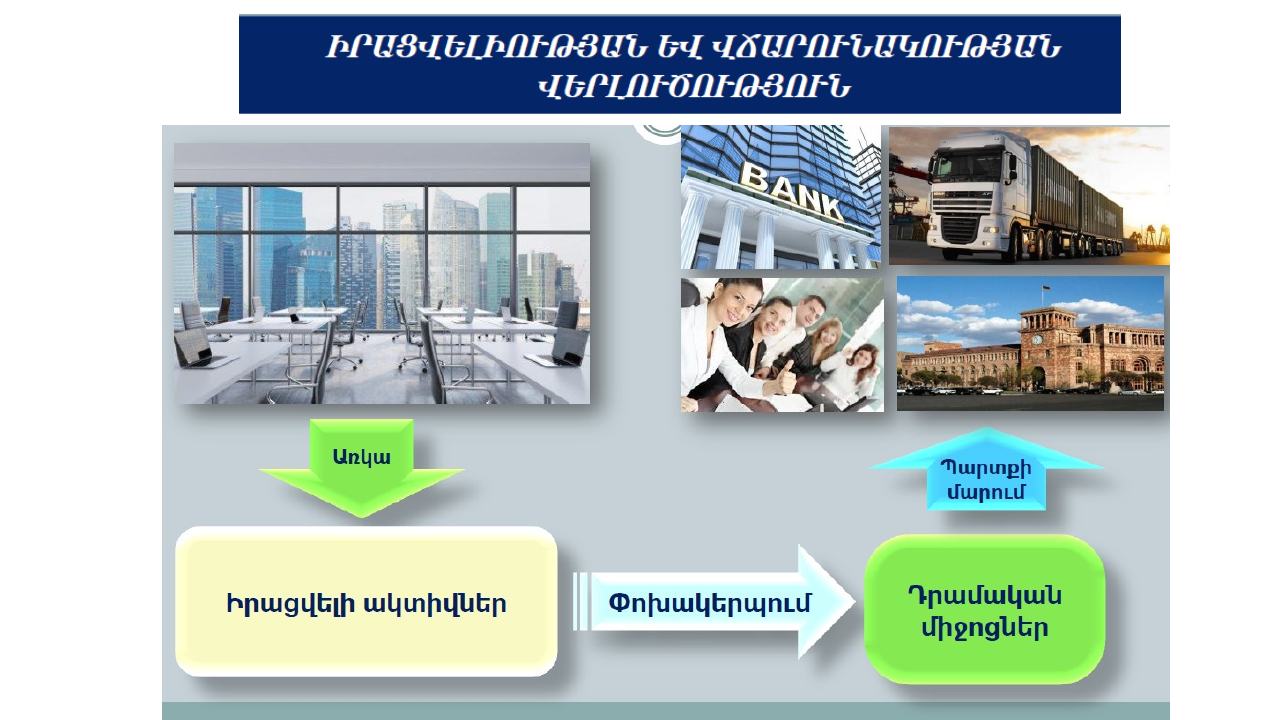 ԻՐԱՑՎԵԼԻՈՒԹՅԱՆ ԵՎ ՎՃԱՐՈՒՆԱԿՈՒԹՅԱՆ
ՎԵՐԼՈՒԾՈՒԹՅՈՒՆ
BANK
Առկա
Պարտքի
մարում
Իրացվելի ակտիվներ
Փոխակերպում
Դրամական
միջոցներ